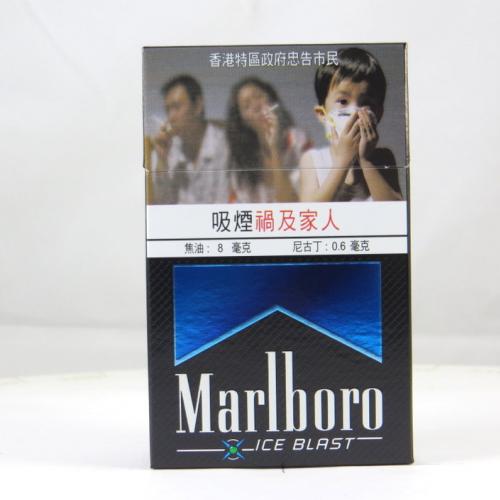 香港特區政府忠告市民
吸煙禍及家人
焦油: 8 毫克 尼古丁: 0.6 毫克
Marlboro
ICE BLAST